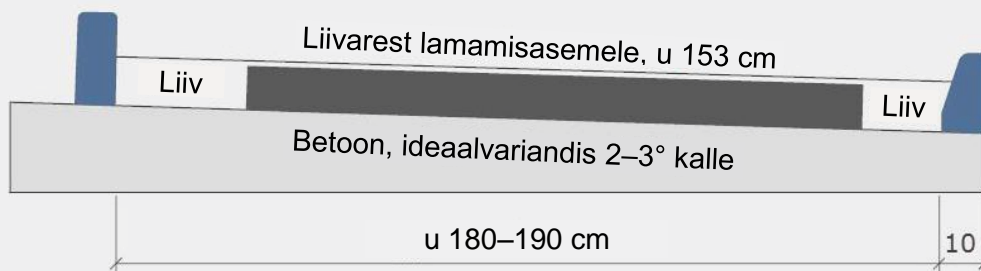 Liivarest lamamisasemele, u 153 cm
Liiv
Liiv
Betoon, ideaalvariandis 2–3° kalle
u 180–190 cm
10